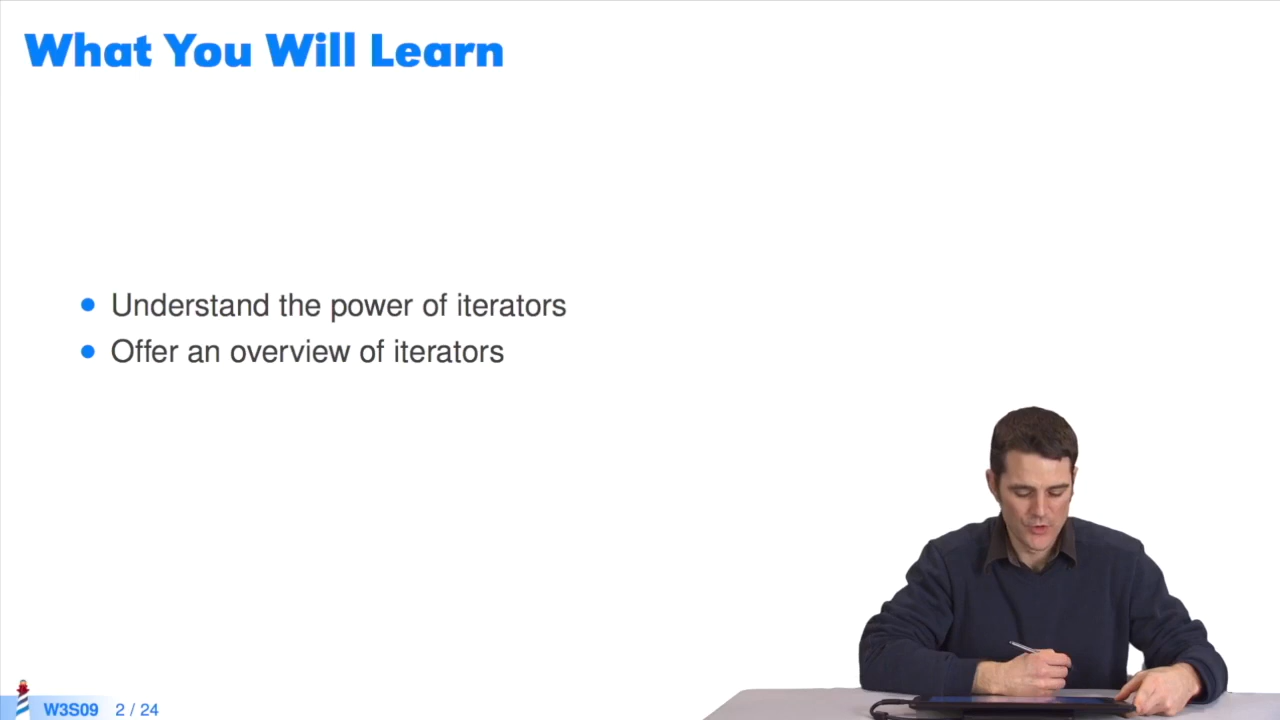 What You Will Learn
Understand the power of iterators
Offer an overview of iterators
W3S09 2 / 24